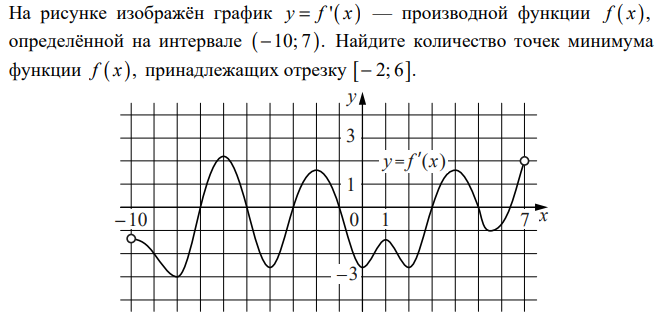 На рисунке изображён график y = f '(x) — производной функции f (x),
определённой на интервале (−10; 7). Найдите количество точек минимума
функции f (x), принадлежащих отрезку [−2; 6].
y
3
y=f′(x)
1
−10
0
1
7
x
−3